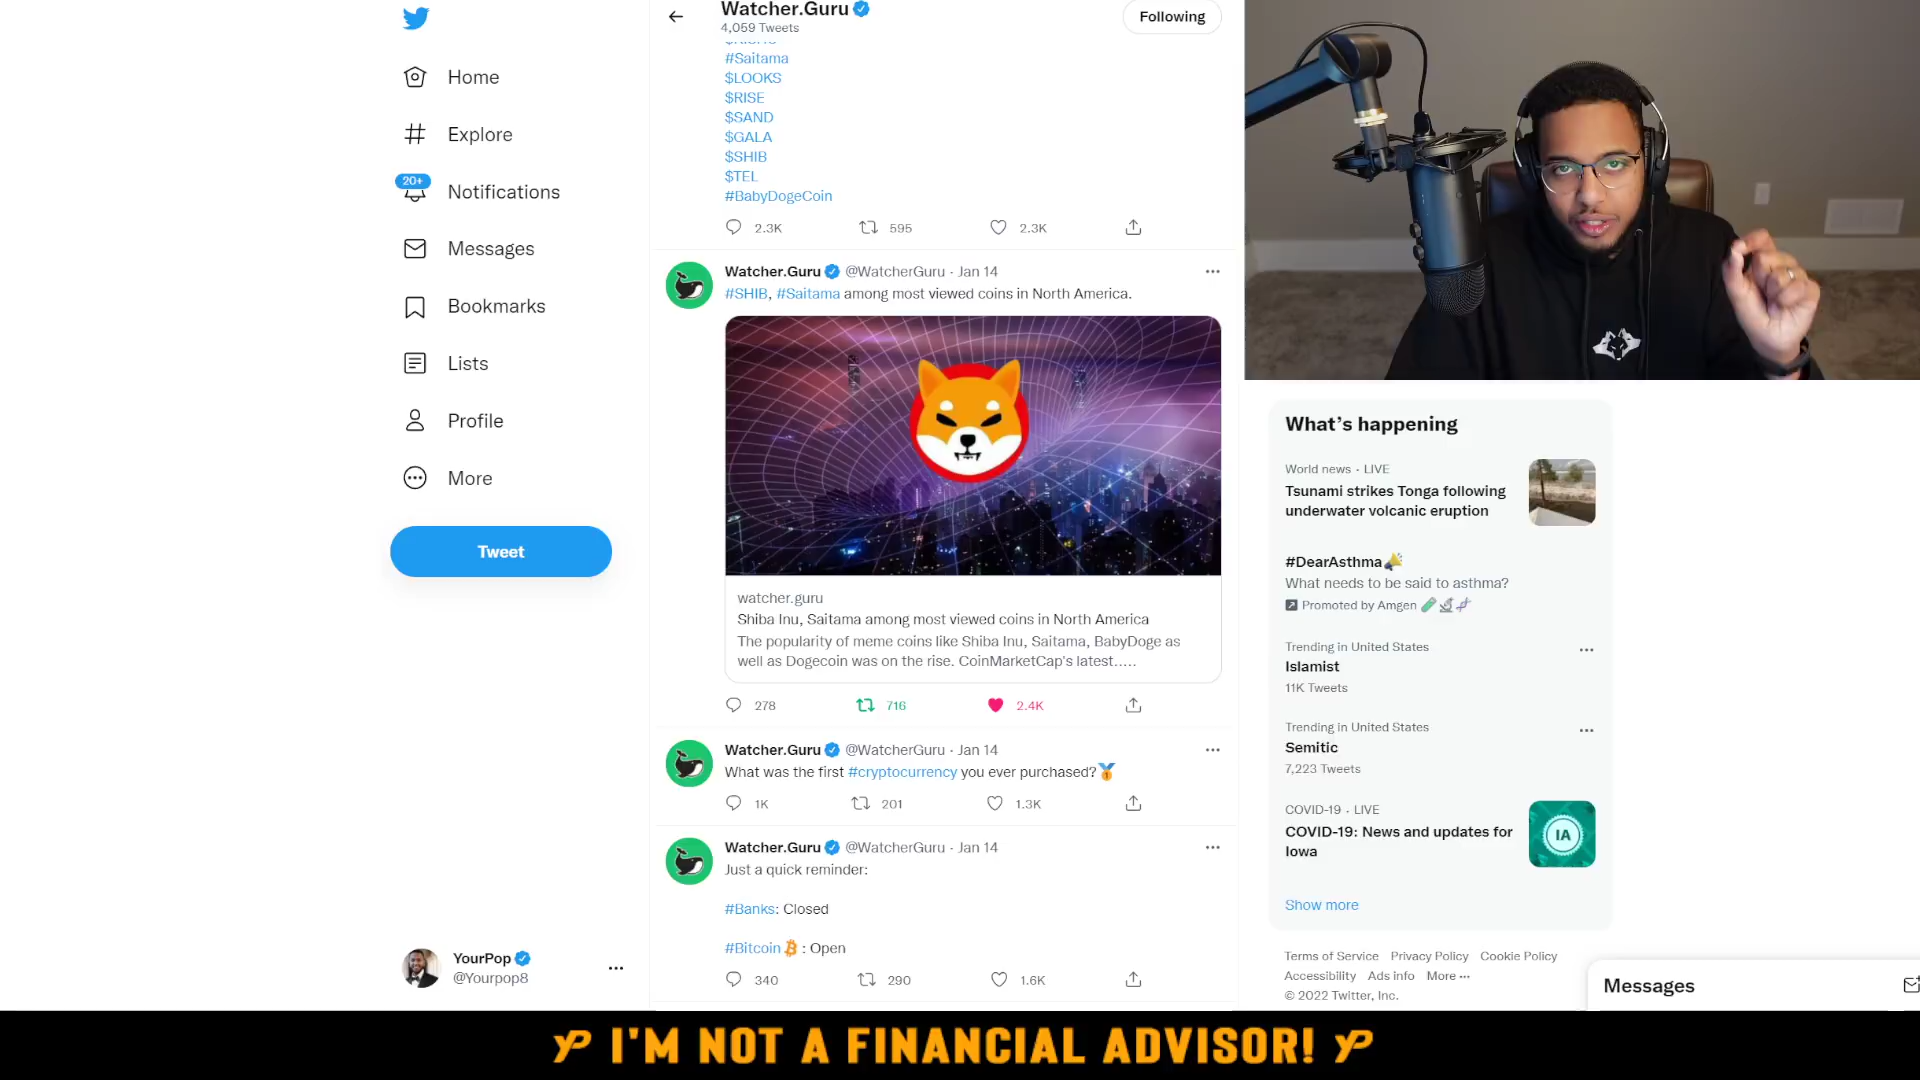 Home
Explore
20+
Notifications
Messages
Bookmarks
Lists
Profile
More
Tweet
YourPop
@Yourpop8
Watcher.Guru
4,059 Tweets
Following
#Saitama
$LOOKS
$RISE
$SAND
$GALA
$SHIB
$TEL
#BabyDogeCoin
2.3K 595 2.3K
Watcher.Guru @WatcherGuru · Jan 14
#SHIB, #Saitama among most viewed coins in North America.
watcher.guru
Shiba Inu, Saitama among most viewed coins in North America
The popularity of meme coins like Shiba Inu, Saitama, BabyDoge as
well as Dogecoin was on the rise. CoinMarketCap's latest.....
278 716 2.4K
Watcher.Guru @WatcherGuru · Jan 14
What was the first #cryptocurrency you ever purchased?
1K 201 1.3K
Watcher.Guru @WatcherGuru · Jan 14
Just a quick reminder:
#Banks: Closed
#Bitcoin : Open
340 290 1.6K
What's happening
World news · LIVE
Tsunami strikes Tonga following
underwater volcanic eruption
#DearAsthma
What needs to be said to asthma?
Promoted by Amgen
Trending in United States
Islamist
11K Tweets
Trending in United States
Semitic
7,223 Tweets
COVID-19 · LIVE
COVID-19: News and updates for
Iowa
IA
Show more
Terms of Service Privacy Policy Cookie Policy
Accessibility Ads info More ···
© 2022 Twitter, Inc.
Messages
YP I'M NOT A FINANCIAL ADVISOR! YP